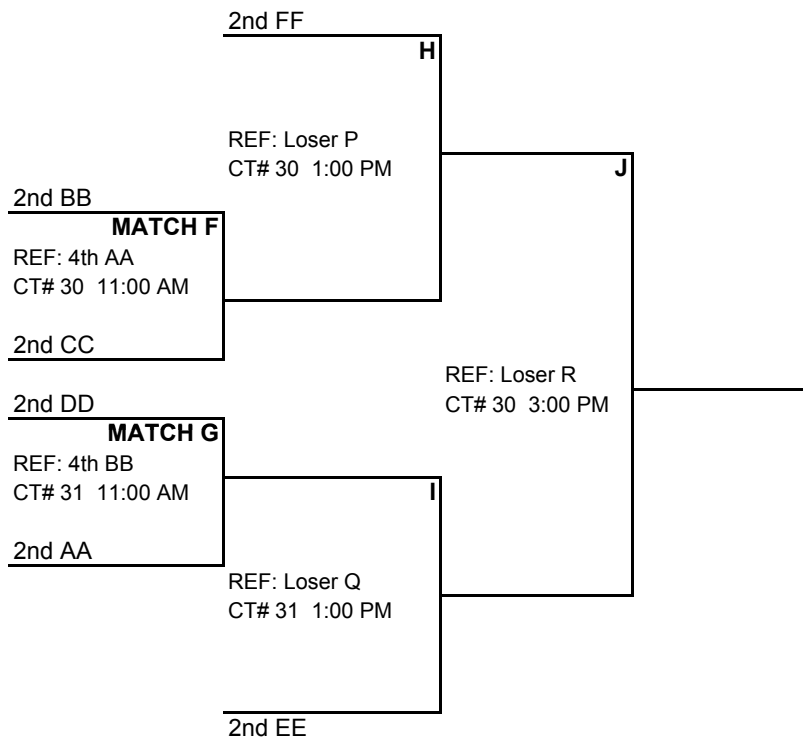 2nd FF
H
REF: Loser P
CT# 30 1:00 PM
J
2nd BB
MATCH F
REF: 4th AA
CT# 30 11:00 AM
2nd CC
REF: Loser R
CT# 30 3:00 PM
2nd DD
MATCH G
REF: 4th BB
CT# 31 11:00 AM
I
2nd AA
REF: Loser Q
CT# 31 1:00 PM
2nd EE